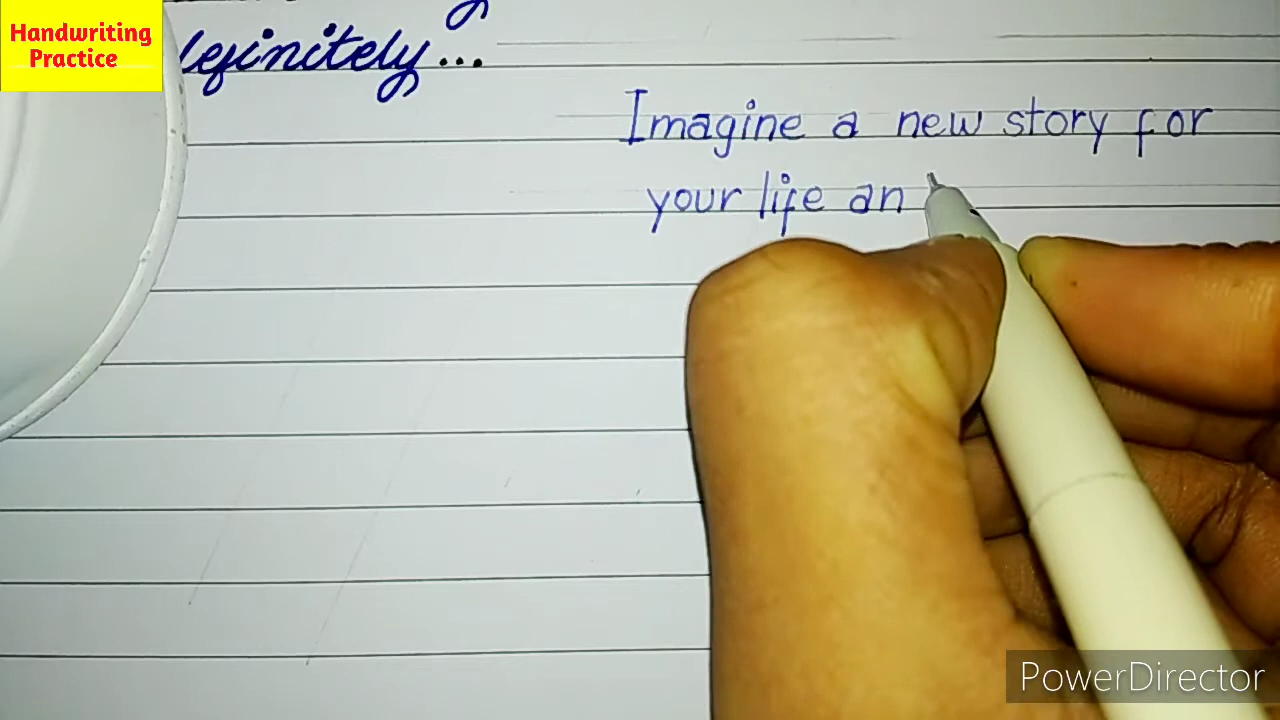 Handwriting
Practice
definitely...
Imagine a new story for
your life an
PowerDirector